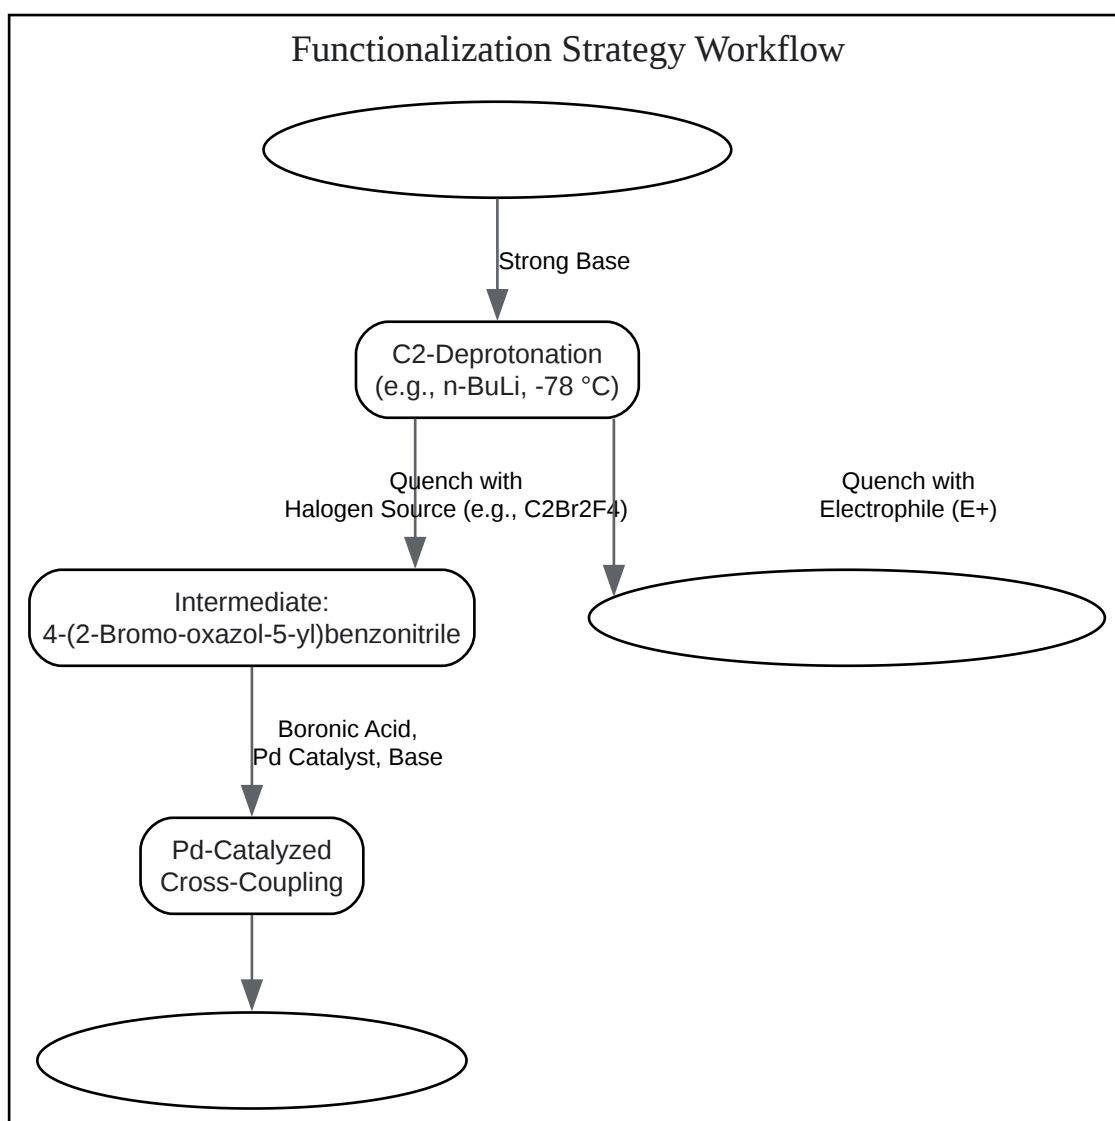 Functionalization Strategy Workflow
Strong Base
C2-Deprotonation
(e.g., n-BuLi, -78 °C)
Quench with
Halogen Source (e.g., C2Br2F4)
Quench with
Electrophile (E+)
Intermediate:
4-(2-Bromo-oxazol-5-yl)benzonitrile
Boronic Acid,
Pd Catalyst, Base
Pd-Catalyzed
Cross-Coupling